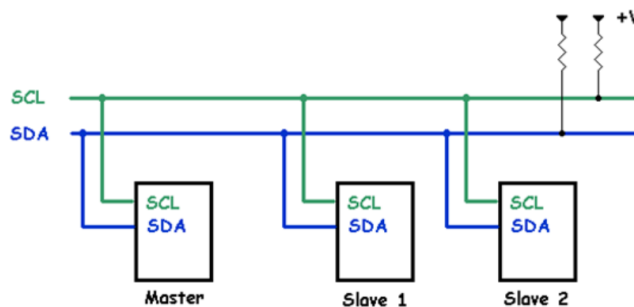 +V
SCL
SDA
SCL
SDA
SCL
SDA
SCL
SDA
Master
Slave 1
Slave 2